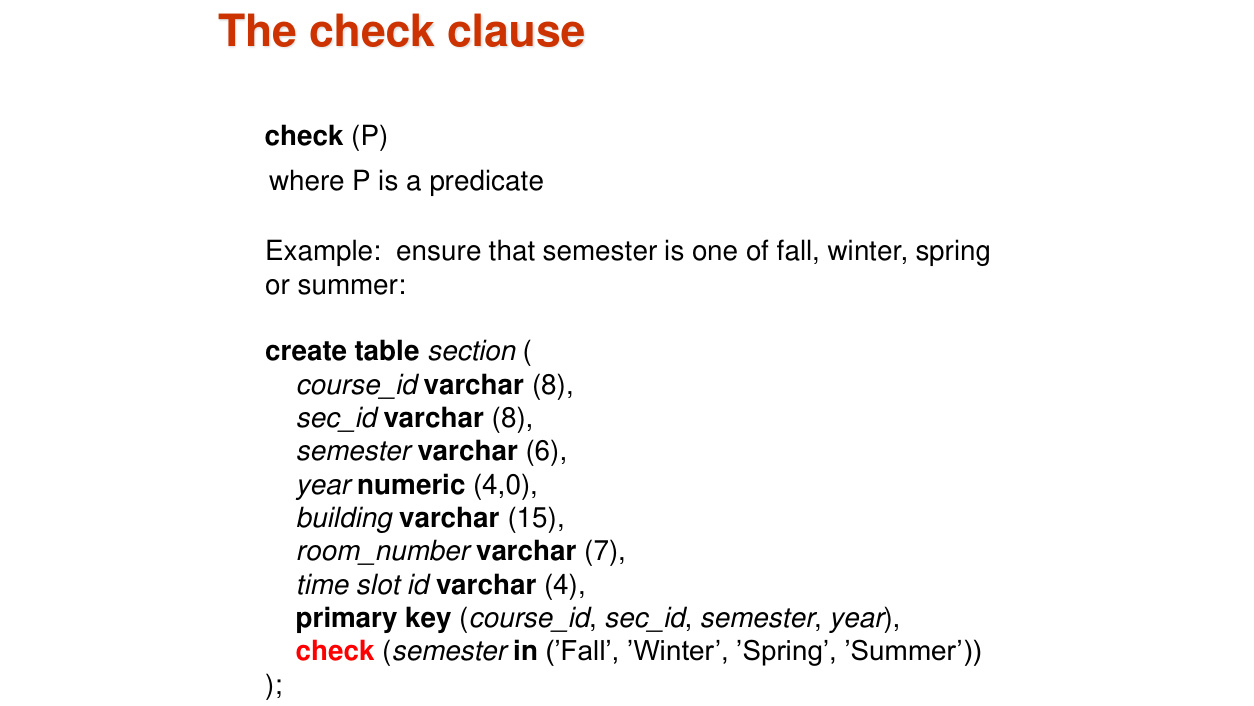 The check clause
check (P)
where P is a predicate
Example:  ensure that semester is one of fall, winter, spring
or summer:
create table section (
course_id varchar (8),
sec_id varchar (8),
semester varchar (6),
year numeric (4,0),
building varchar (15),
room_number varchar (7),
time slot id varchar (4),
primary key (course_id, sec_id, semester, year),
check (semester in (’Fall’, ’Winter’, ’Spring’, ’Summer’))
);